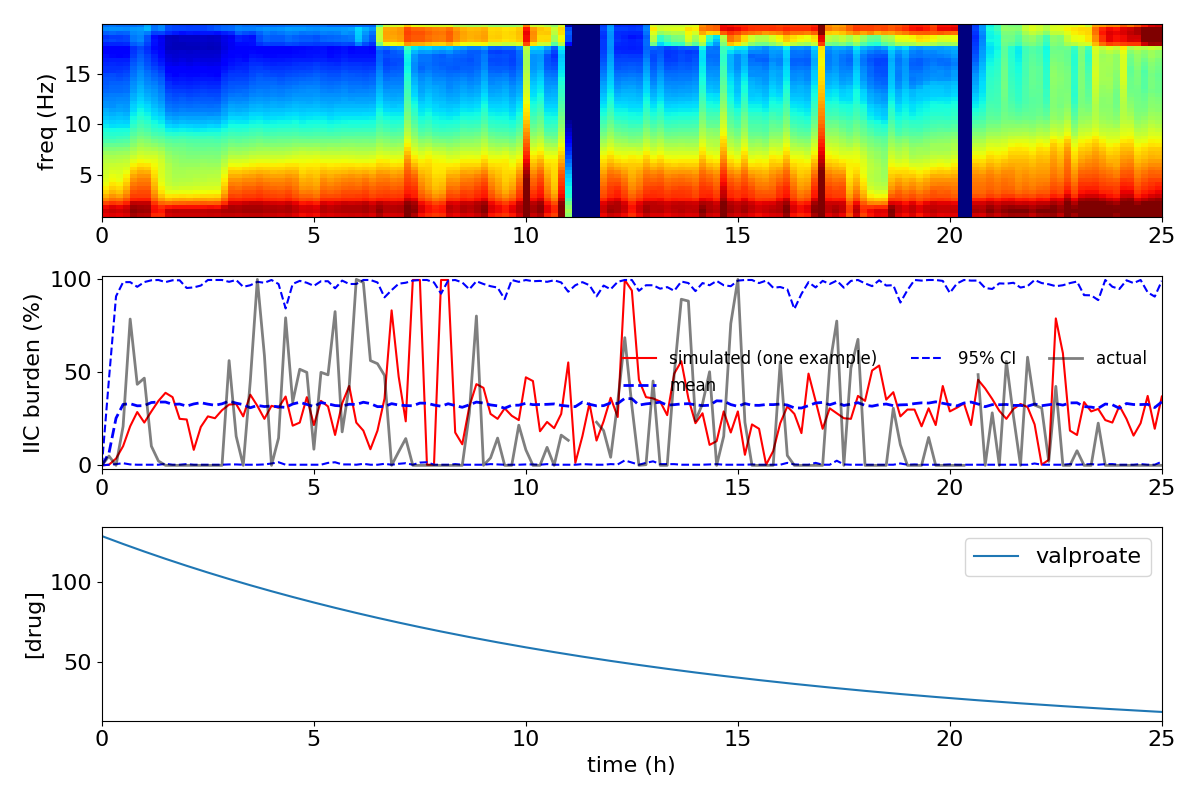 freq (Hz)
15
10
5
0 5 10 15 20 25
IIC burden (%)
100
50
0
simulated (one example) 95% CI actual
mean
0 5 10 15 20 25
[drug]
100
50
valproate
0 5 10 15 20 25
time (h)